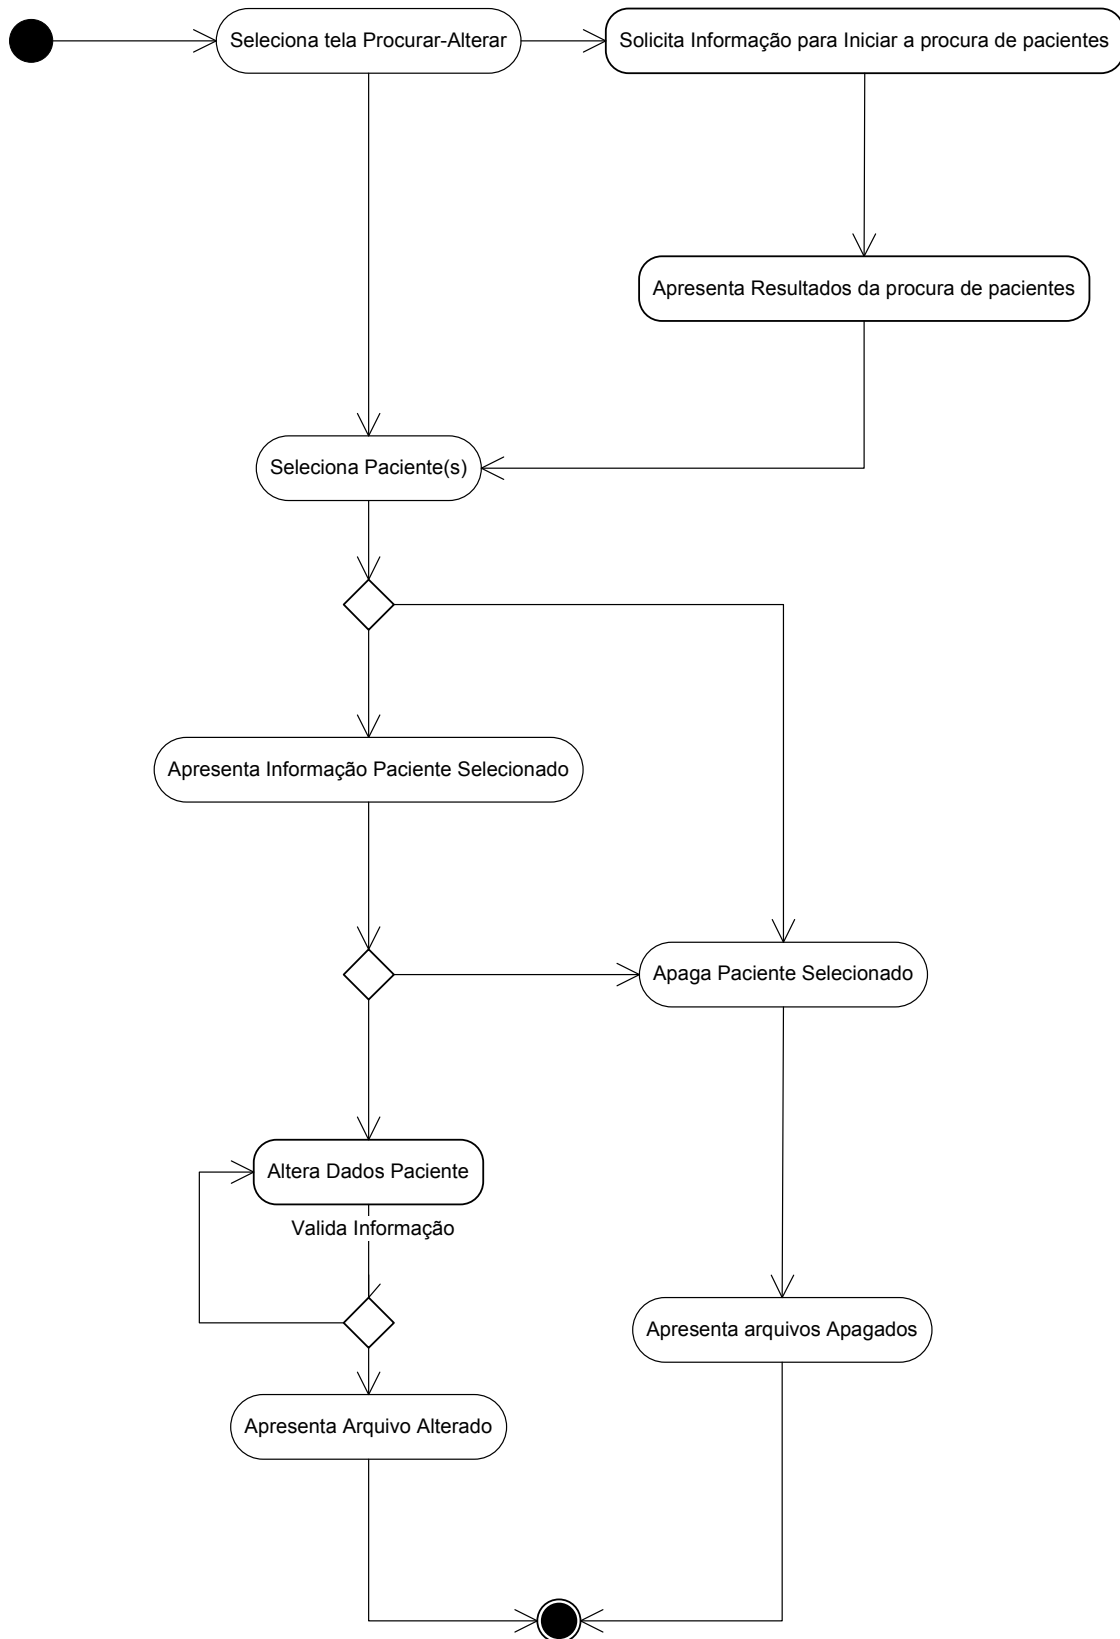 Seleciona tela Procurar-Alterar
Solicita Informação para Iniciar a procura de pacientes
Apresenta Resultados da procura de pacientes
Seleciona Paciente(s)
Apresenta Informação Paciente Selecionado
Apaga Paciente Selecionado
Altera Dados Paciente
Valida Informação
Apresenta arquivos Apagados
Apresenta Arquivo Alterado